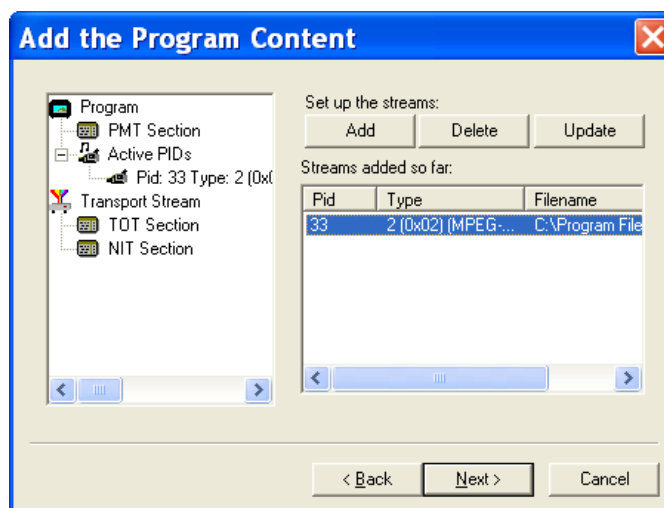 Add the Program Content
Program
PMT Section
Active PIDs
Pid: 33 Type: 2 (0x0
Transport Stream
TOT Section
NIT Section
Set up the streams:
Add Delete Update
Streams added so far:
Pid Type Filename
33 2 (0x02) (MPEG-... C:\Program File
< Back Next > Cancel